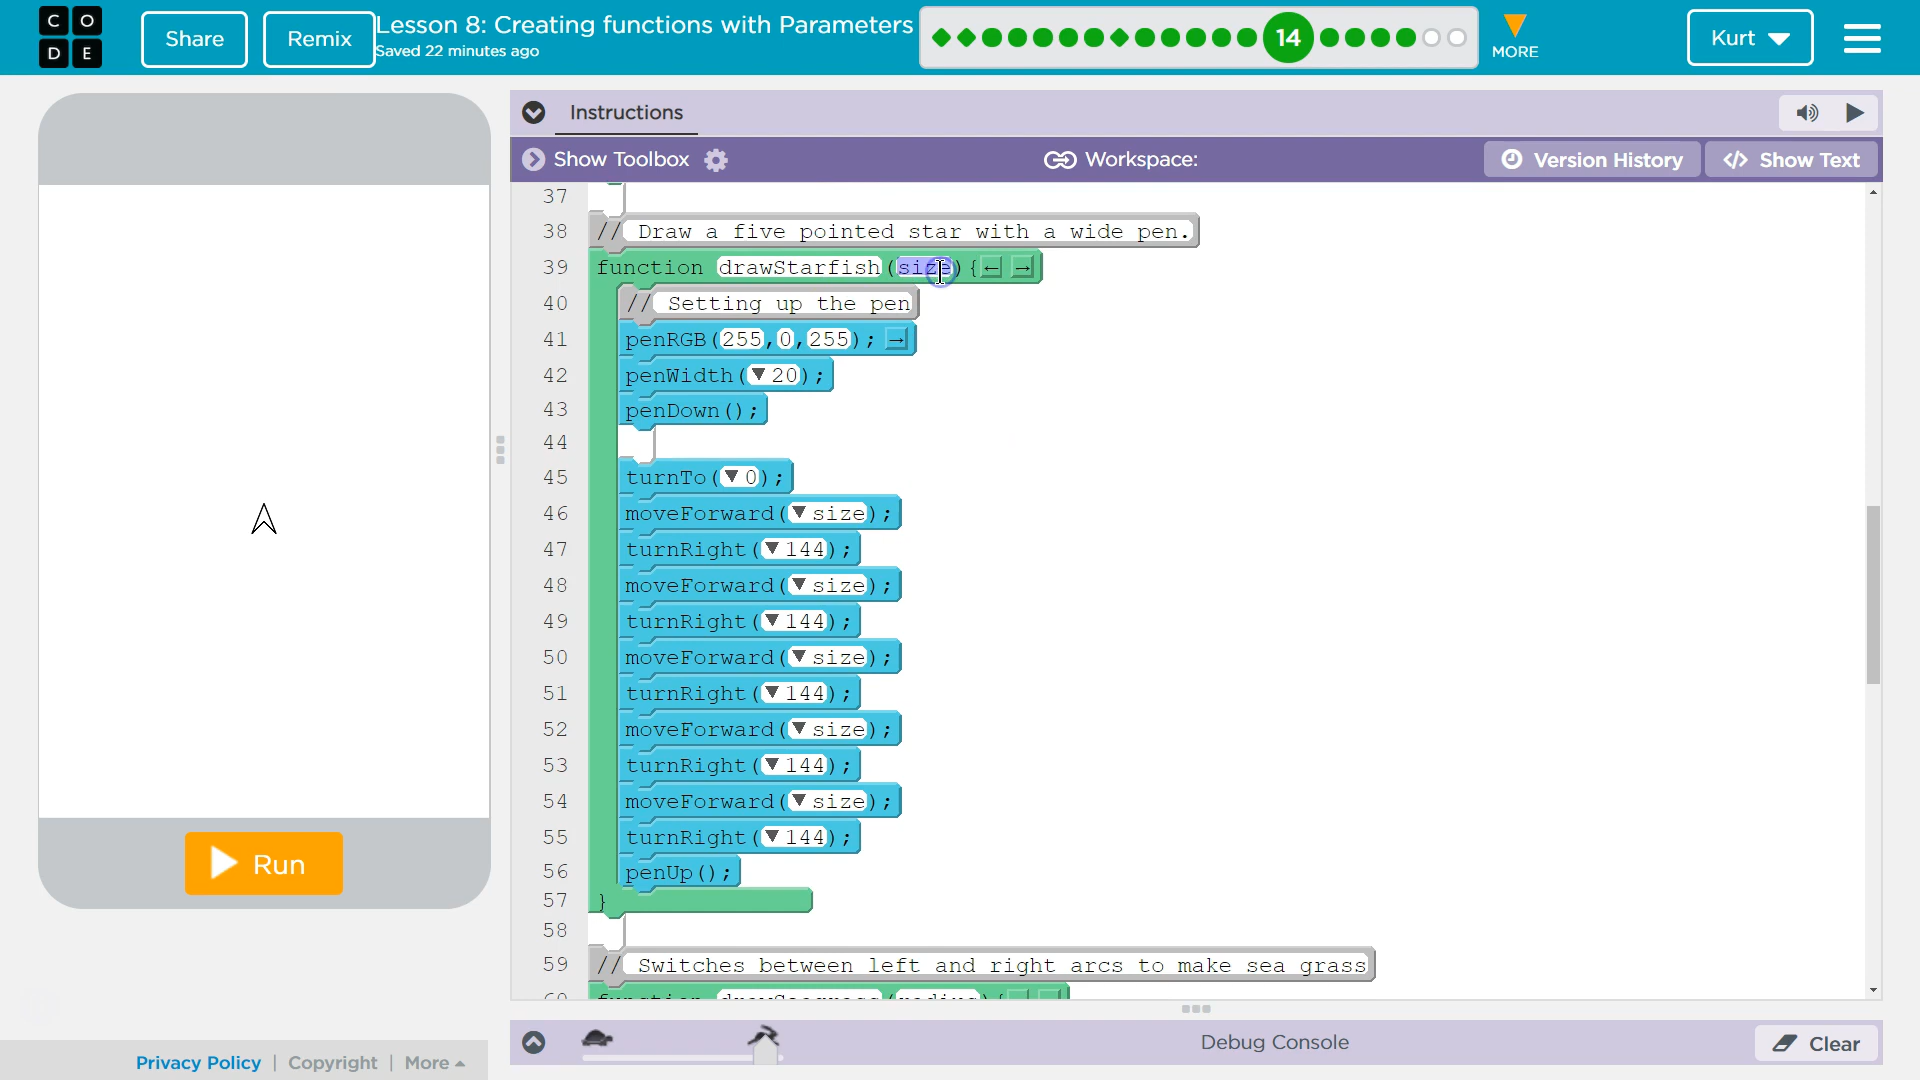 C O D E
Share
Remix
Lesson 8: Creating functions with Parameters
Saved 22 minutes ago
14
MORE
Kurt
Instructions
Show Toolbox
Workspace:
Version History
</> Show Text
37
38 // Draw a five pointed star with a wide pen.
39 function drawStarfish(size){← →
40 // Setting up the pen
41 penRGB(255,0,255); →
42 penWidth(▼20);
43 penDown();
44
45 turnTo(▼0);
46 moveForward(▼size);
47 turnRight(▼144);
48 moveForward(▼size);
49 turnRight(▼144);
50 moveForward(▼size);
51 turnRight(▼144);
52 moveForward(▼size);
53 turnRight(▼144);
54 moveForward(▼size);
55 turnRight(▼144);
56 penUp();
57 }
58
59 // Switches between left and right arcs to make sea grass
Run
Debug Console
Clear
Privacy Policy | Copyright | More